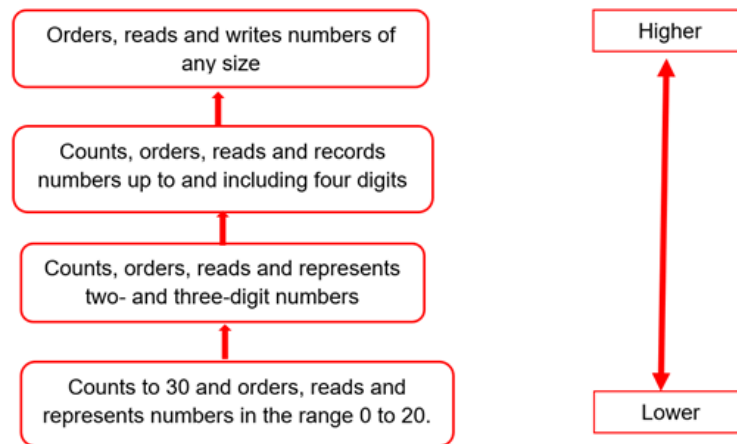 Orders, reads and writes numbers of
any size
Higher
Counts, orders, reads and records
numbers up to and including four digits
Counts, orders, reads and represents
two- and three-digit numbers
Counts to 30 and orders, reads and
represents numbers in the range 0 to 20.
Lower